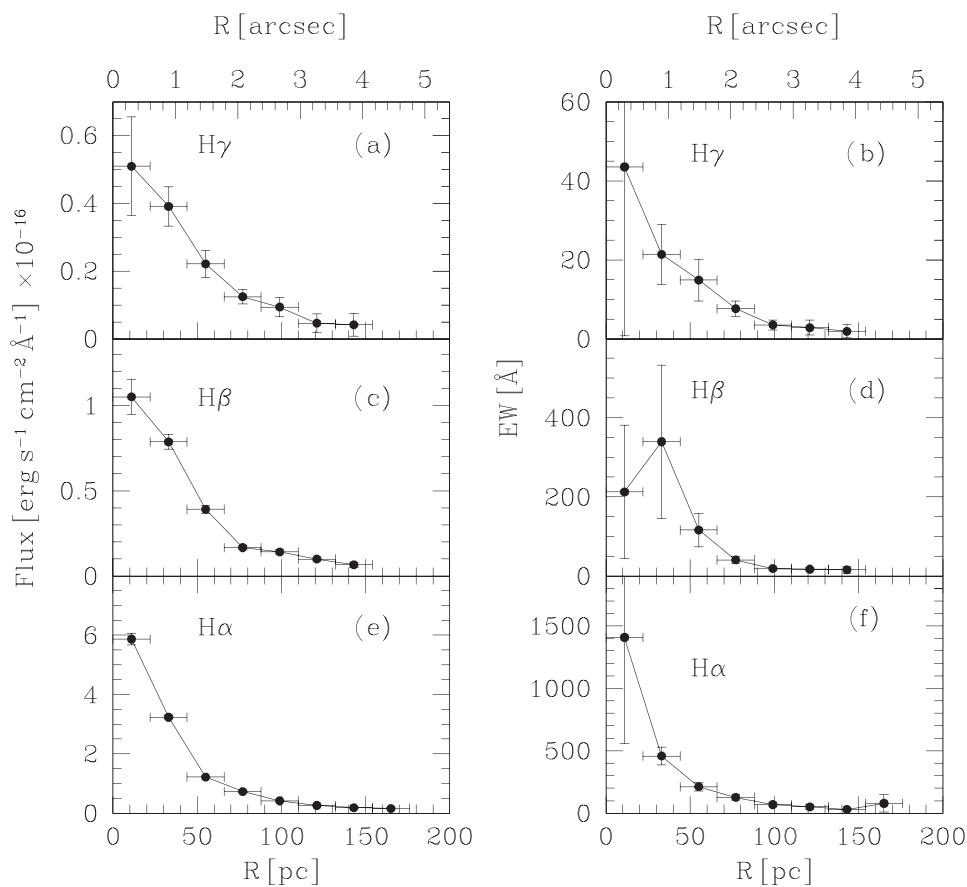 R [arcsec] R [arcsec]
0 1 2 3 4 5 0 1 2 3 4 5
Flux [erg s⁻¹ cm⁻² Å⁻¹] ×10⁻¹⁶
EW [Å]
0.6 Hγ (a)
0.4
0.2
0
60 Hγ (b)
40
20
0
1 Hβ (c)
0.5
0
Hβ (d)
400
200
0
6 Hα (e)
4
2
0
1500 (f)
1000 Hα
500
0
0 50 100 150 200 0 50 100 150 200
R [pc] R [pc]